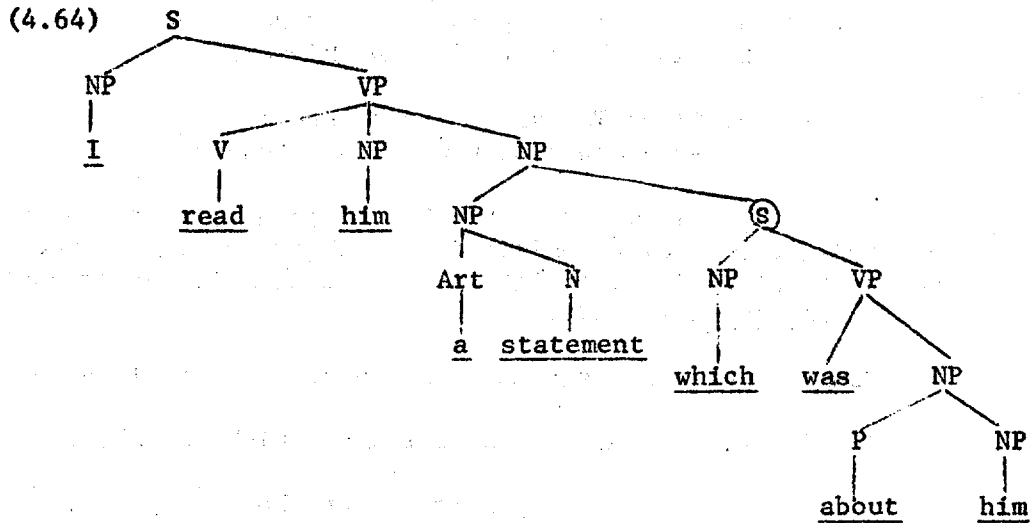 (4.64) S
NP VP
I V NP NP
read him NP S
Art N NP VP
a statement which was NP
P NP
about him